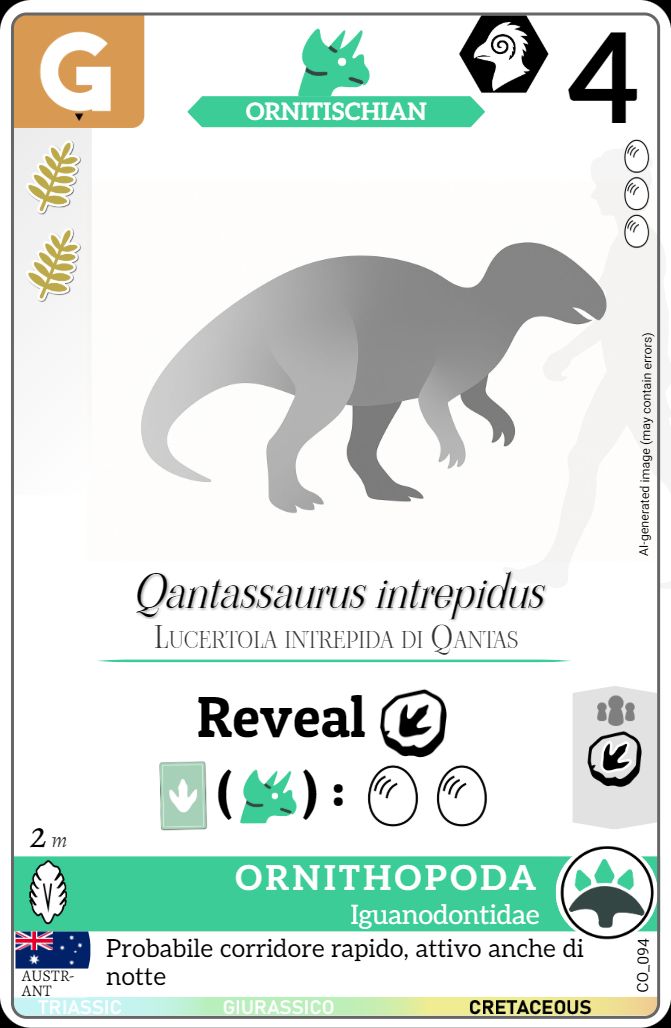 G
ORNITISCHIAN
4
AI-generated image (may contain errors)
Qantassaurus intrepidus
Lucertola intrepida di Qantas
Reveal
( ) :
2 m
ORNITHOPODA
Iguanodontidae
AUSTR-
ANT
Probabile corridore rapido, attivo anche di
notte
CO_094
TRIASSIC
GIURASSICO
CRETACEOUS